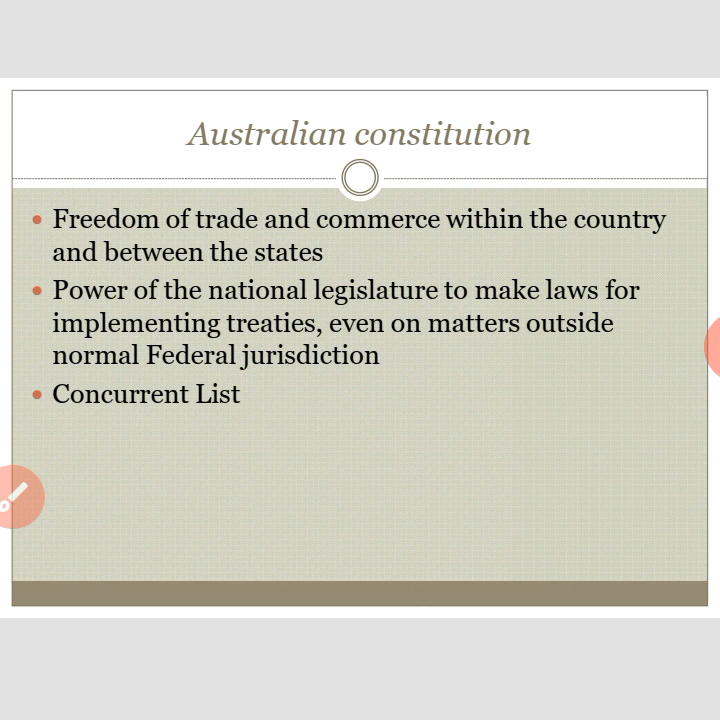 Australian constitution
Freedom of trade and commerce within the country
and between the states
Power of the national legislature to make laws for
implementing treaties, even on matters outside
normal Federal jurisdiction
Concurrent List